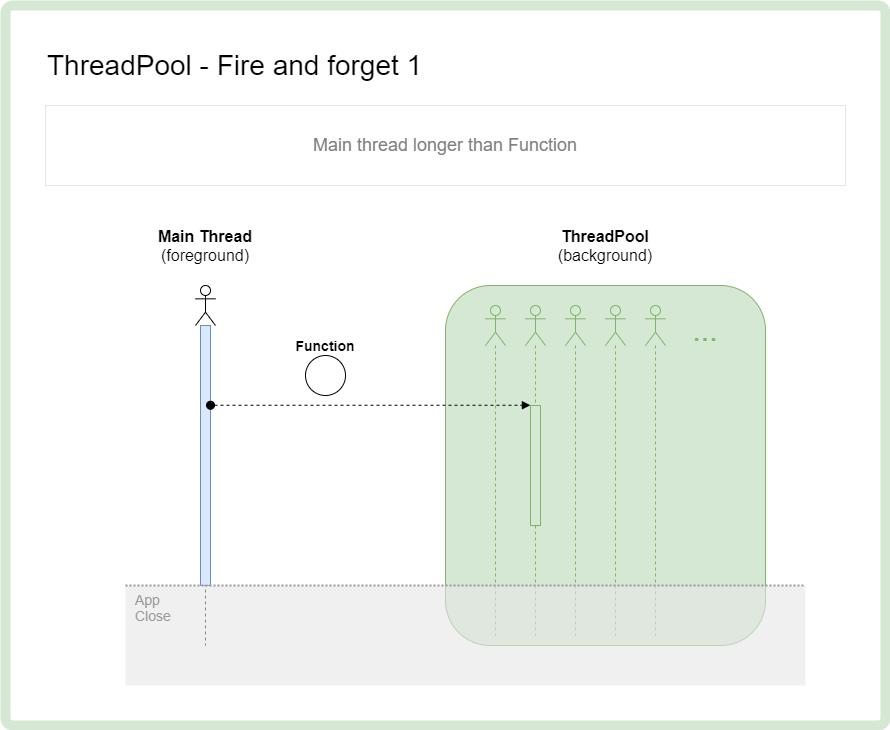 ThreadPool - Fire and forget 1
Main thread longer than Function
Main Thread
(foreground)
ThreadPool
(background)
Function
...
App
Close